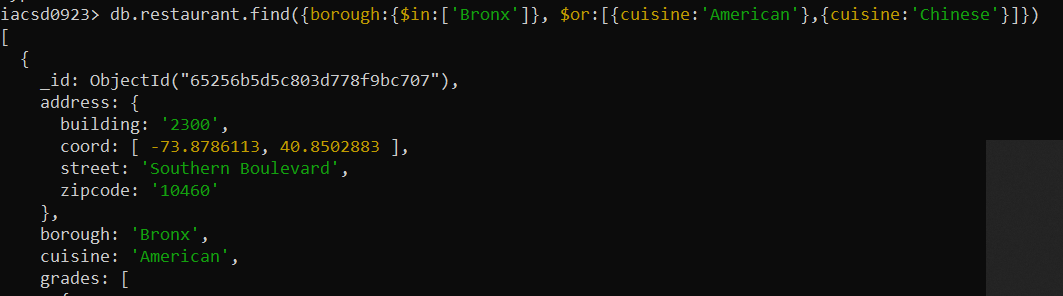 iacsd0923> db.restaurant.find({borough:{$in:['Bronx']}, $or:[{cuisine:'American'},{cuisine:'Chinese'}]})
[
  {
    _id: ObjectId("65256b5d5c803d778f9bc707"),
    address: {
      building: '2300',
      coord: [ -73.8786113, 40.8502883 ],
      street: 'Southern Boulevard',
      zipcode: '10460'
    },
    borough: 'Bronx',
    cuisine: 'American',
    grades: [